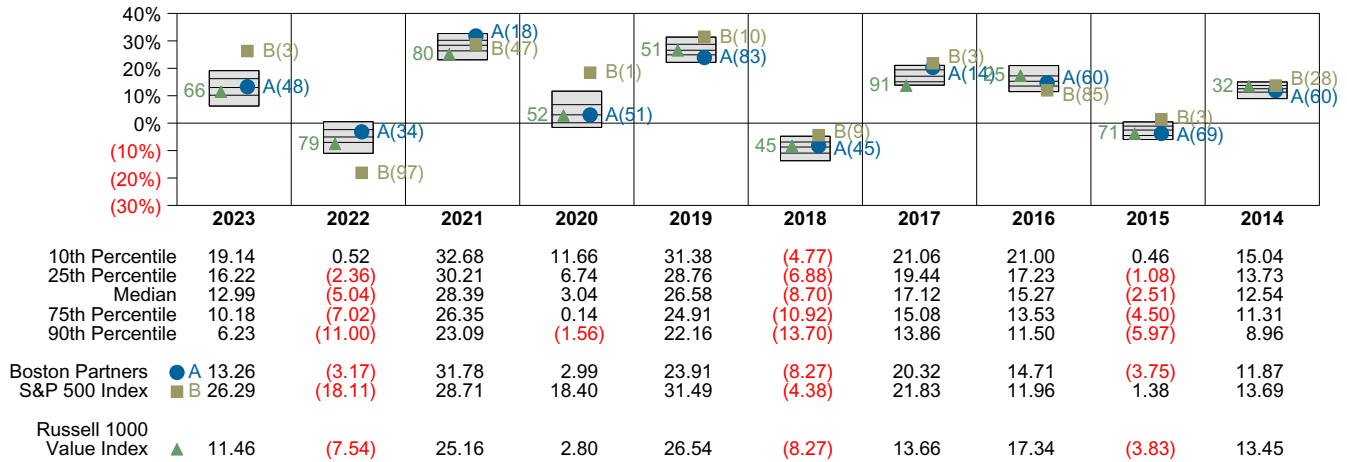 40%
30%
20%
10%
0%
(10%)
(20%)
(30%)
66 B(3) A(48)
79 A(34) B(97)
80 A(18) B(47)
52 B(1) A(51)
51 B(10) A(83)
45 B(9) A(45)
91 B(3) A(14)
25 A(60) B(85)
71 B(3) A(69)
32 B(28) A(60)
2023 2022 2021 2020 2019 2018 2017 2016 2015 2014
10th Percentile 19.14 0.52 32.68 11.66 31.38 (4.77) 21.06 21.00 0.46 15.04
25th Percentile 16.22 (2.36) 30.21 6.74 28.76 (6.88) 19.44 17.23 (1.08) 13.73
Median 12.99 (5.04) 28.39 3.04 26.58 (8.70) 17.12 15.27 (2.51) 12.54
75th Percentile 10.18 (7.02) 26.35 0.14 24.91 (10.92) 15.08 13.53 (4.50) 11.31
90th Percentile 6.23 (11.00) 23.09 (1.56) 22.16 (13.70) 13.86 11.50 (5.97) 8.96
Boston Partners A 13.26 (3.17) 31.78 2.99 23.91 (8.27) 20.32 14.71 (3.75) 11.87
S&P 500 Index B 26.29 (18.11) 28.71 18.40 31.49 (4.38) 21.83 11.96 1.38 13.69
Russell 1000
Value Index 11.46 (7.54) 25.16 2.80 26.54 (8.27) 13.66 17.34 (3.83) 13.45